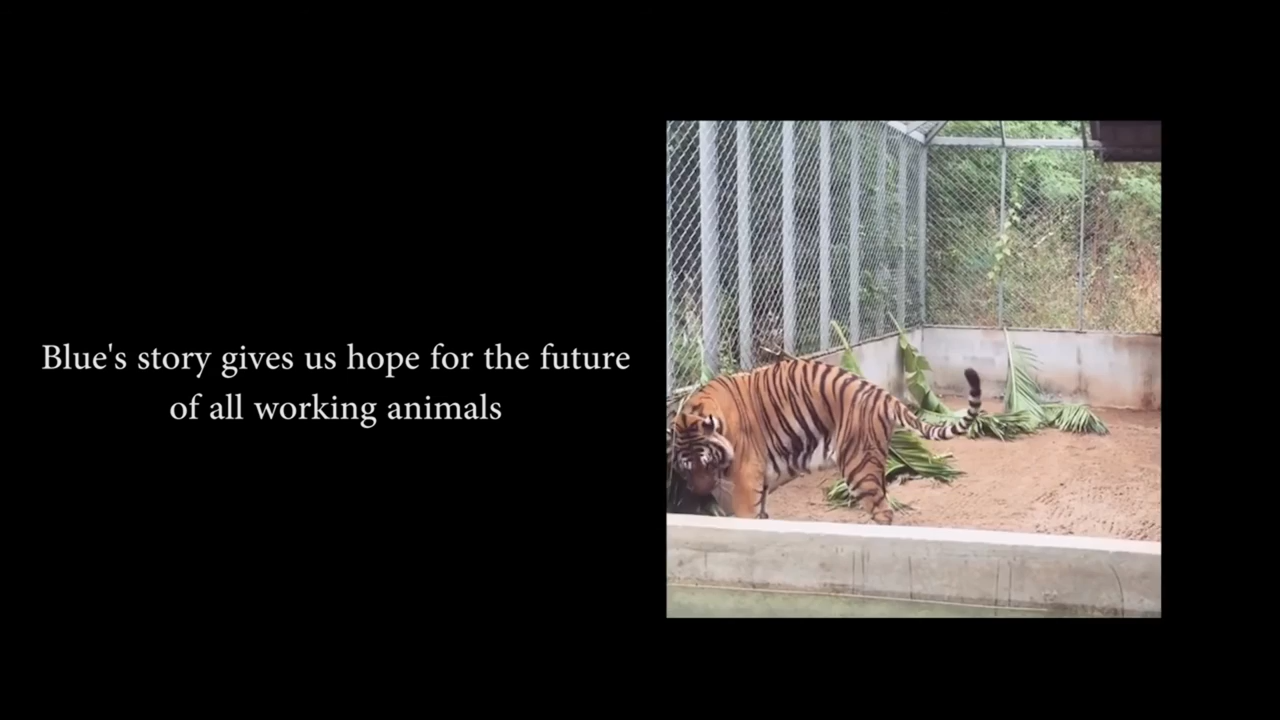 Blue's story gives us hope for the future
of all working animals